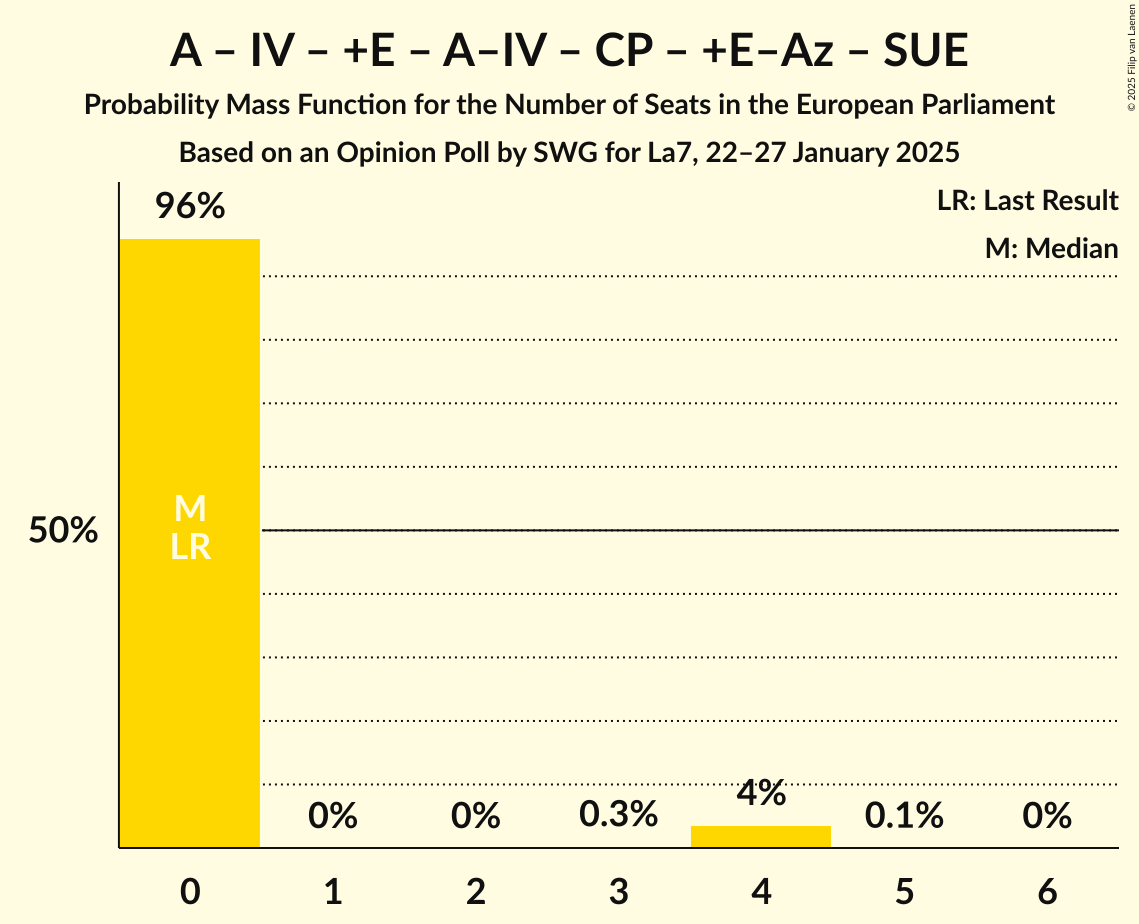 A – IV – +E – A–IV – CP – +E–Az – SUE
Probability Mass Function for the Number of Seats in the European Parliament
Based on an Opinion Poll by SWG for La7, 22–27 January 2025
© 2025 Filip van Laenen
LR: Last Result
M: Median
96%
M
LR
50%
0%
0%
0.3%
4%
0.1%
0%
0
1
2
3
4
5
6